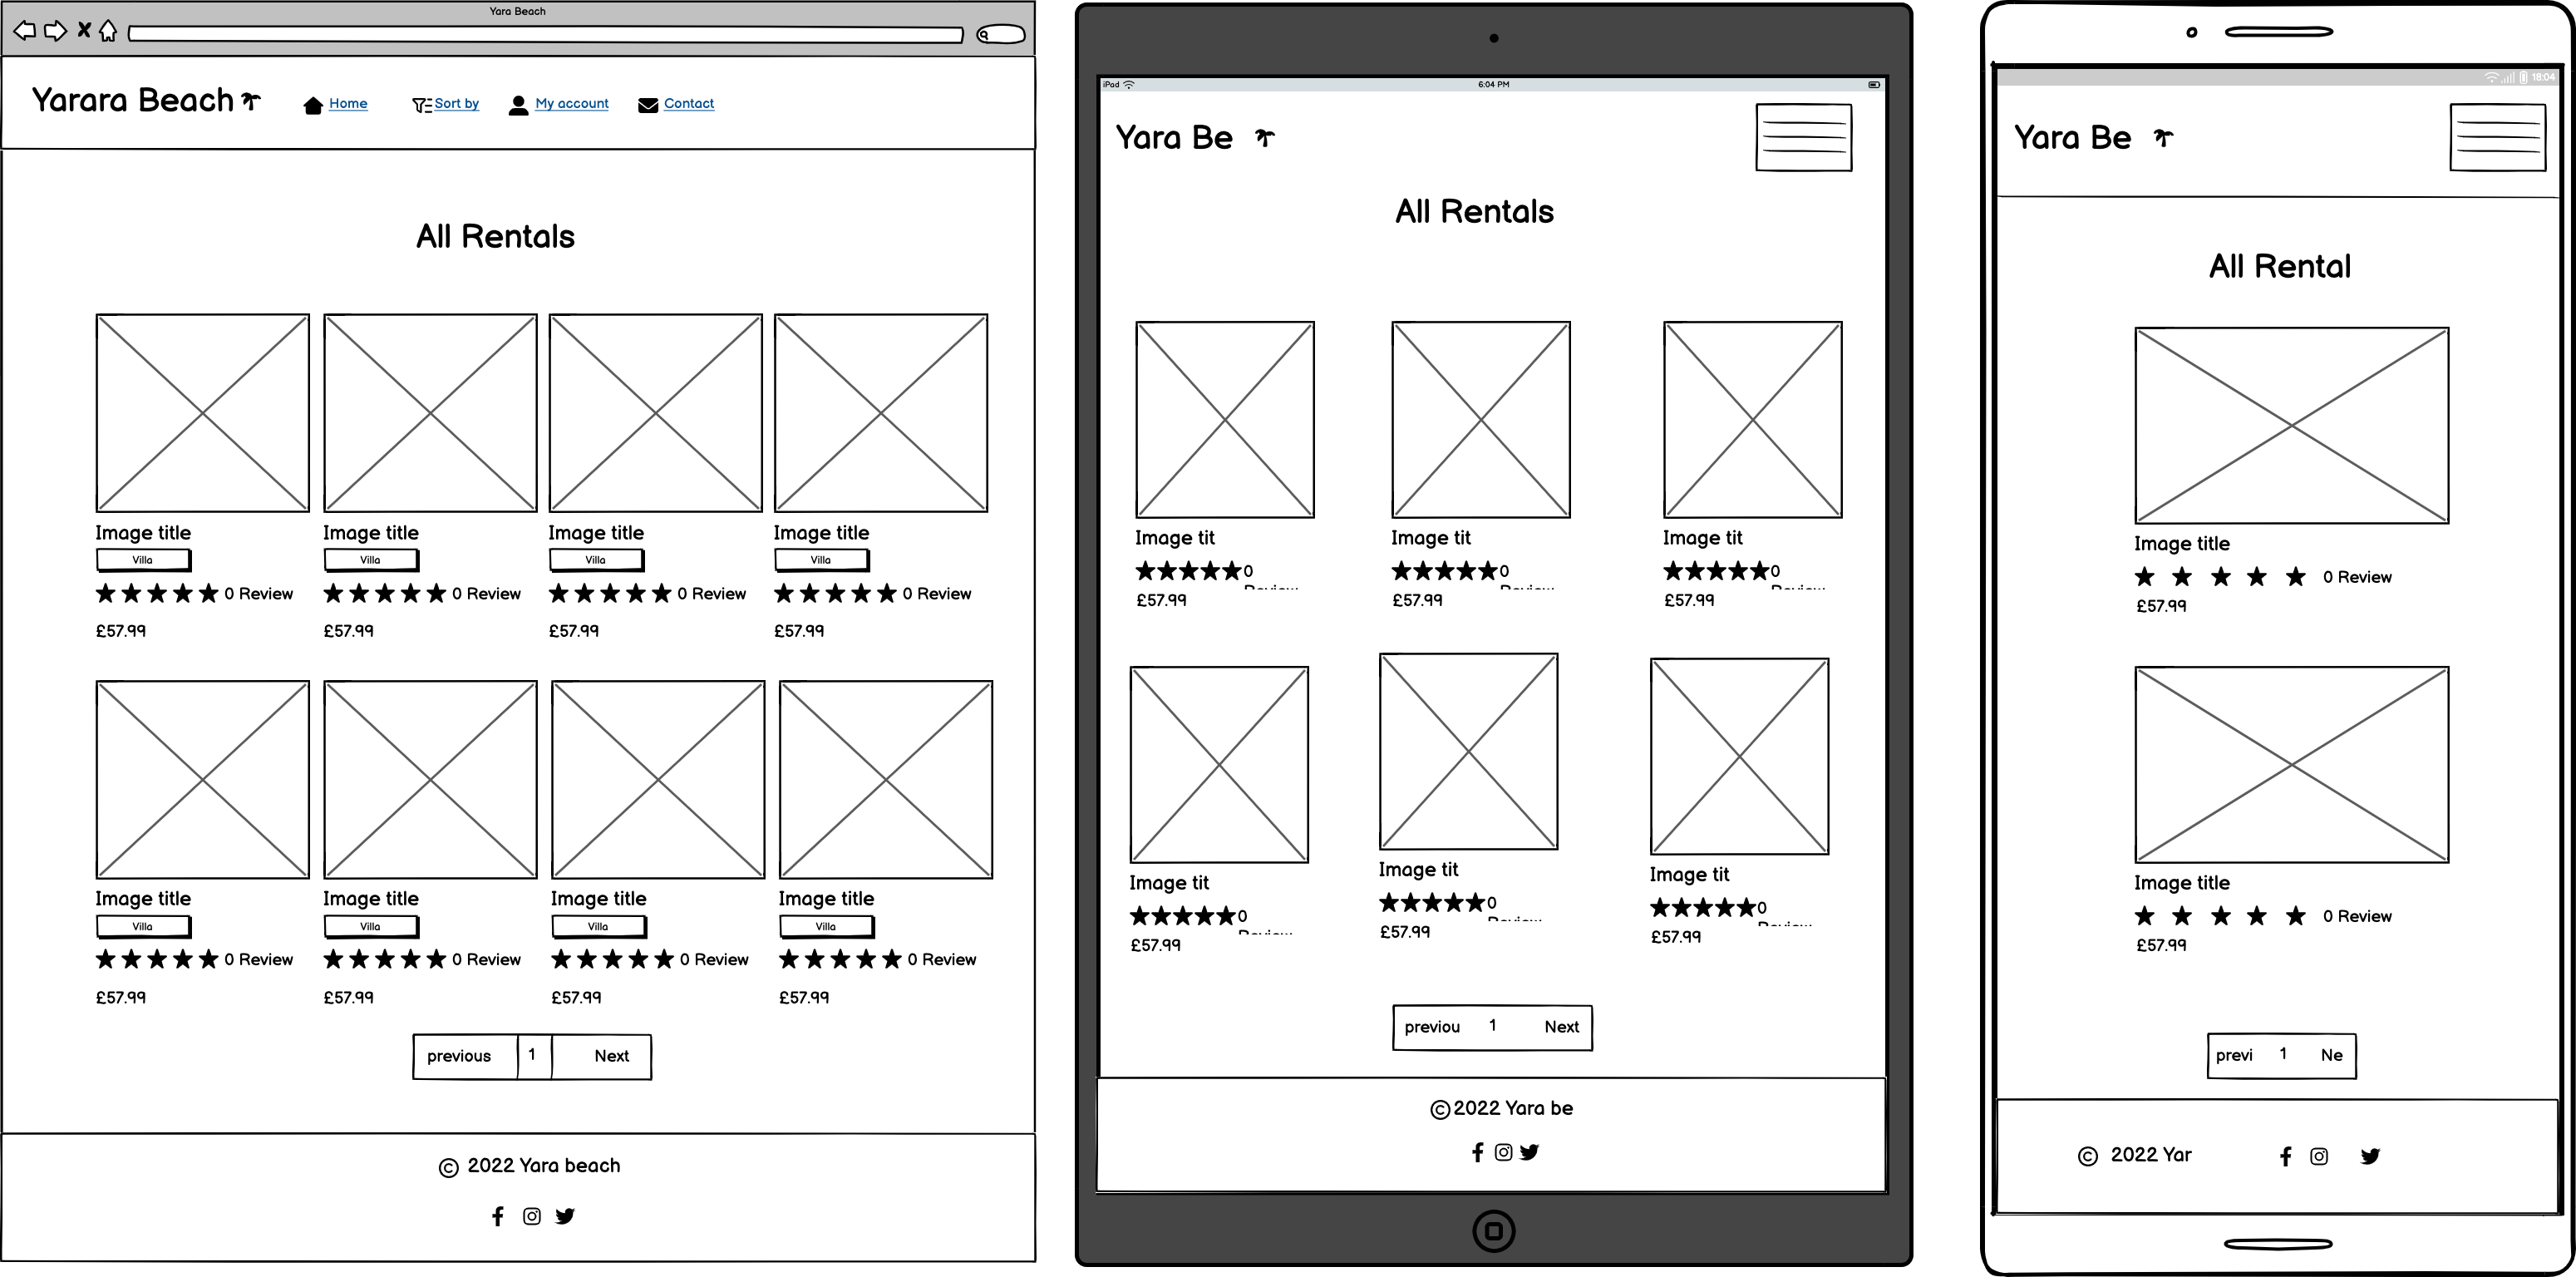 Yara Beach
Yarara Beach
Home Sort by My account Contact
All Rentals
Image title Image title Image title Image title
Villa Villa Villa Villa
0 Review 0 Review 0 Review 0 Review
£57.99 £57.99 £57.99 £57.99
Image title Image title Image title Image title
Villa Villa Villa Villa
0 Review 0 Review 0 Review 0 Review
£57.99 £57.99 £57.99 £57.99
previous 1 Next
© 2022 Yara beach
iPad 6:04 PM
Yara Be
All Rentals
Image tit Image tit Image tit
0 0 0
Review Review Review
£57.99 £57.99 £57.99
Image tit Image tit Image tit
0 0 0
Review Review Review
£57.99 £57.99 £57.99
previou 1 Next
© 2022 Yara be
18:04
Yara Be
All Rental
Image title
0 Review
£57.99
Image title
0 Review
£57.99
previ 1 Ne
© 2022 Yar